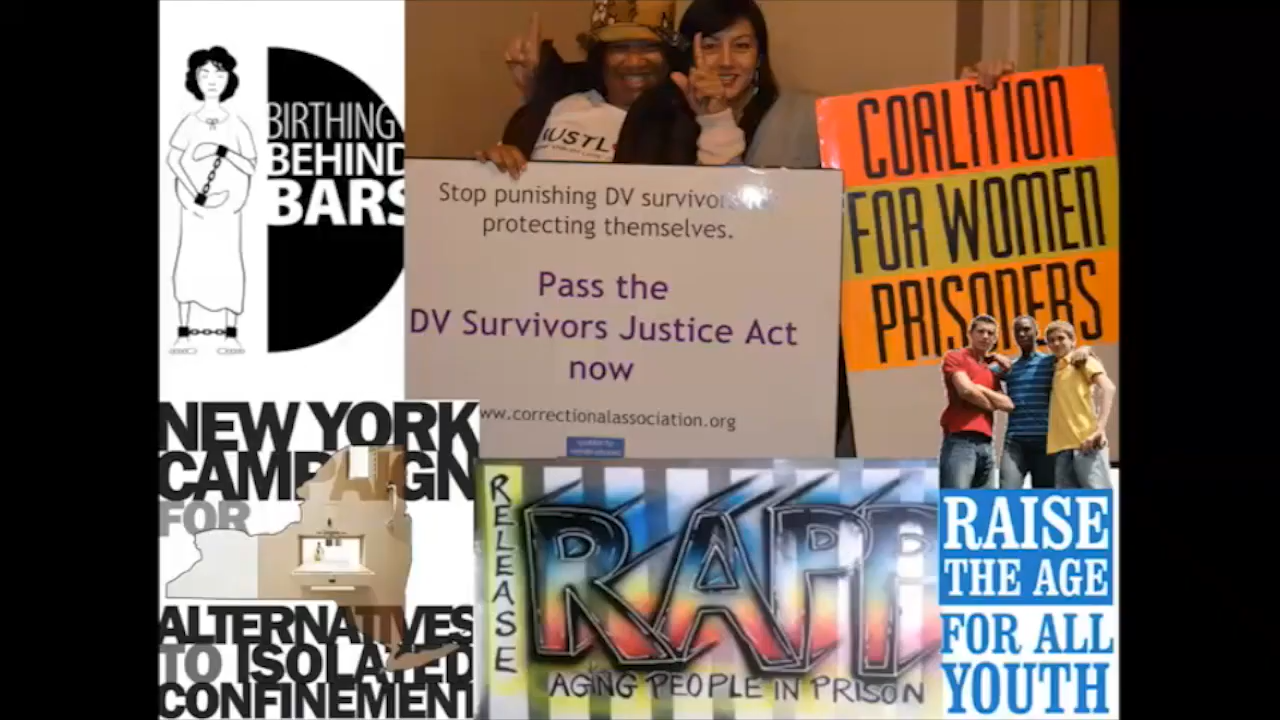 BIRTHING
BEHIND
BARS
Stop punishing DV
protecting themselves.
Pass the
DV Survivors Justice Act
now
www.correctionalassociation.org
COALITION
FOR WOMEN
PRISONERS
NEW YORK
CAMPAIGN
FOR
ALTERNATIVES
TO ISOLATED
CONFINEMENT
RELEASE
RAPP
AGING PEOPLE IN PRISON
RAISE
THE AGE
FOR ALL
YOUTH